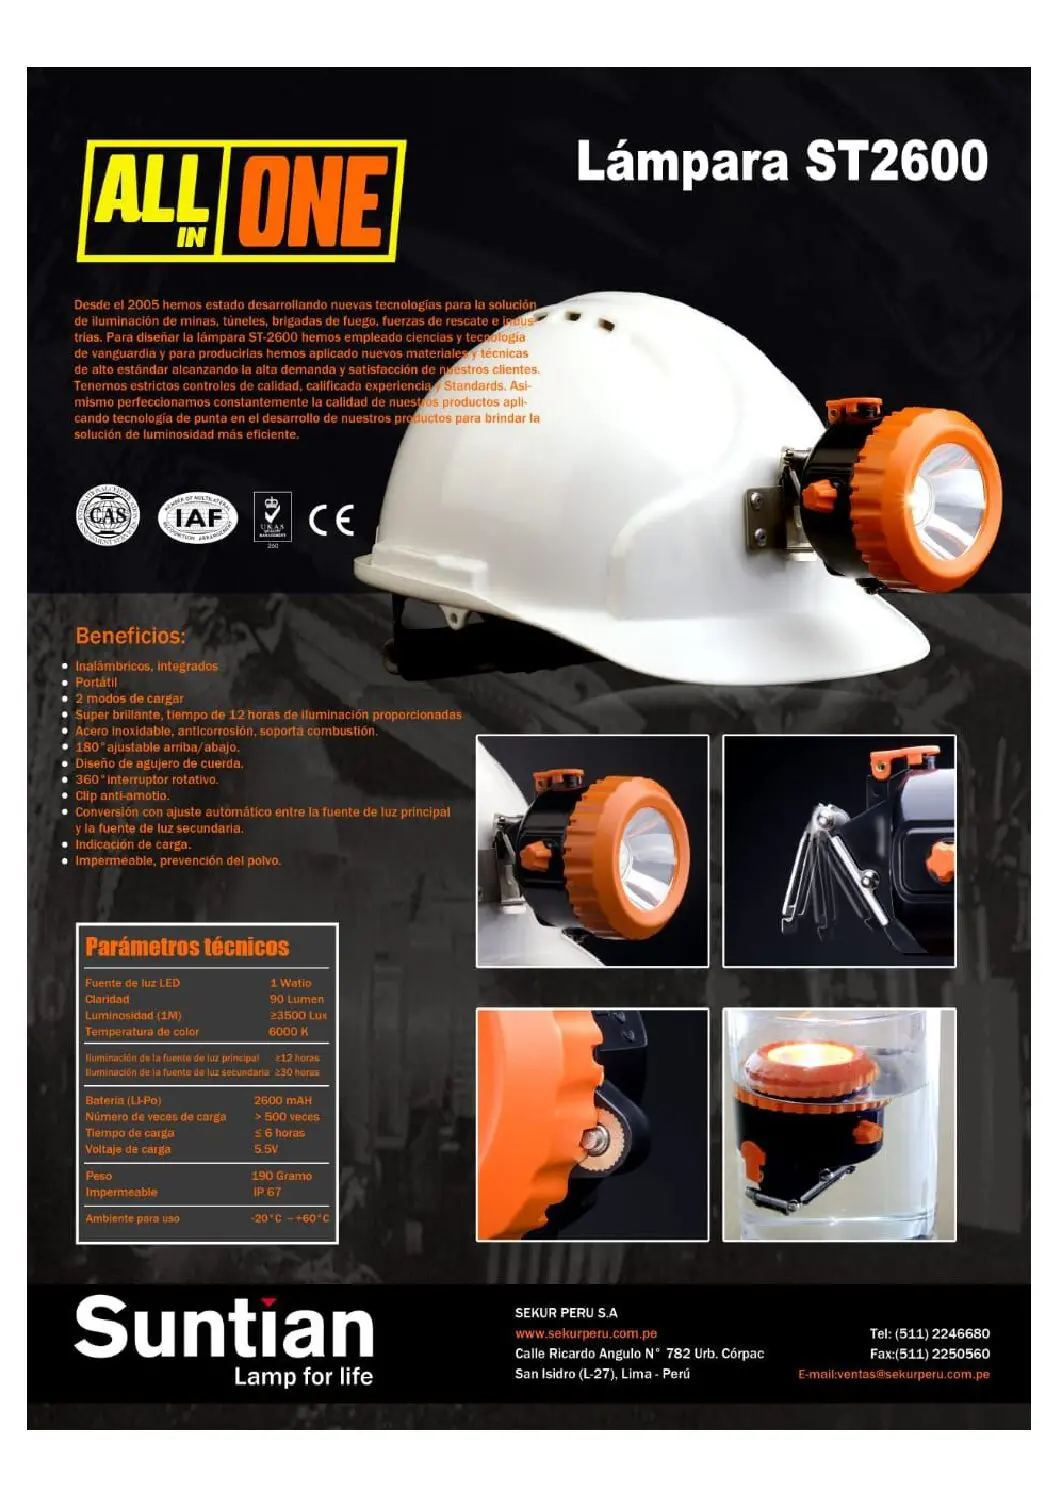 ALL IN ONE
Lámpara ST2600
Desde el 2005 hemos estado desarrollando nuevas tecnologías para la solución
de iluminación de minas, túneles, brigadas de fuego, fuerzas de rescate e indus-
trias. Para diseñar la lámpara ST-2600 hemos empleado ciencias y tecnología
de vanguardia y para producirlas hemos aplicado nuevos materiales y técnicas
de alto estándar alcanzando la alta demanda y satisfacción de nuestros clientes.
Tenemos estrictos controles de calidad, calificada experiencia y Standards. Asi-
mismo perfeccionamos constantemente la calidad de nuestros productos apli-
cando tecnología de punta en el desarrollo de nuestros productos para brindar la
solución de luminosidad más eficiente.
CAS
IAF
UKAS
MANAGEMENT
CE
Beneficios:
Inalámbricos, integrados
Portátil
2 modos de cargar
Super brillante, tiempo de 12 horas de iluminación proporcionadas
Acero inoxidable, anticorrosión, soporta combustión.
180° ajustable arriba/abajo.
Diseño de agujero de cuerda.
360° interruptor rotativo.
Clip anti-amotio.
Conversión con ajuste automático entre la fuente de luz principal
y la fuente de luz secundaria.
Indicación de carga.
Impermeable, prevención del polvo.
Parámetros técnicos
Fuente de luz LED 1 Watio
Claridad 90 Lumen
Luminosidad (1M) ≥3500 Lux
Temperatura de color 6000 K
Iluminación de la fuente de luz principal ≥12 horas
Iluminación de la fuente de luz secundaria ≥30 horas
Batería (LI-Po) 2600 mAH
Número de veces de carga > 500 veces
Tiempo de carga ≤ 6 horas
Voltaje de carga 5.5V
Peso 190 Gramo
Impermeable IP 67
Ambiente para uso -20°C ~+60°C
Suntian
Lamp for life
SEKUR PERU S.A
www.sekurperu.com.pe
Calle Ricardo Angulo N° 782 Urb. Córpac
San Isidro (L-27), Lima - Perú
Tel: (511) 2246680
Fax:(511) 2250560
E-mail:ventas@sekurperu.com.pe